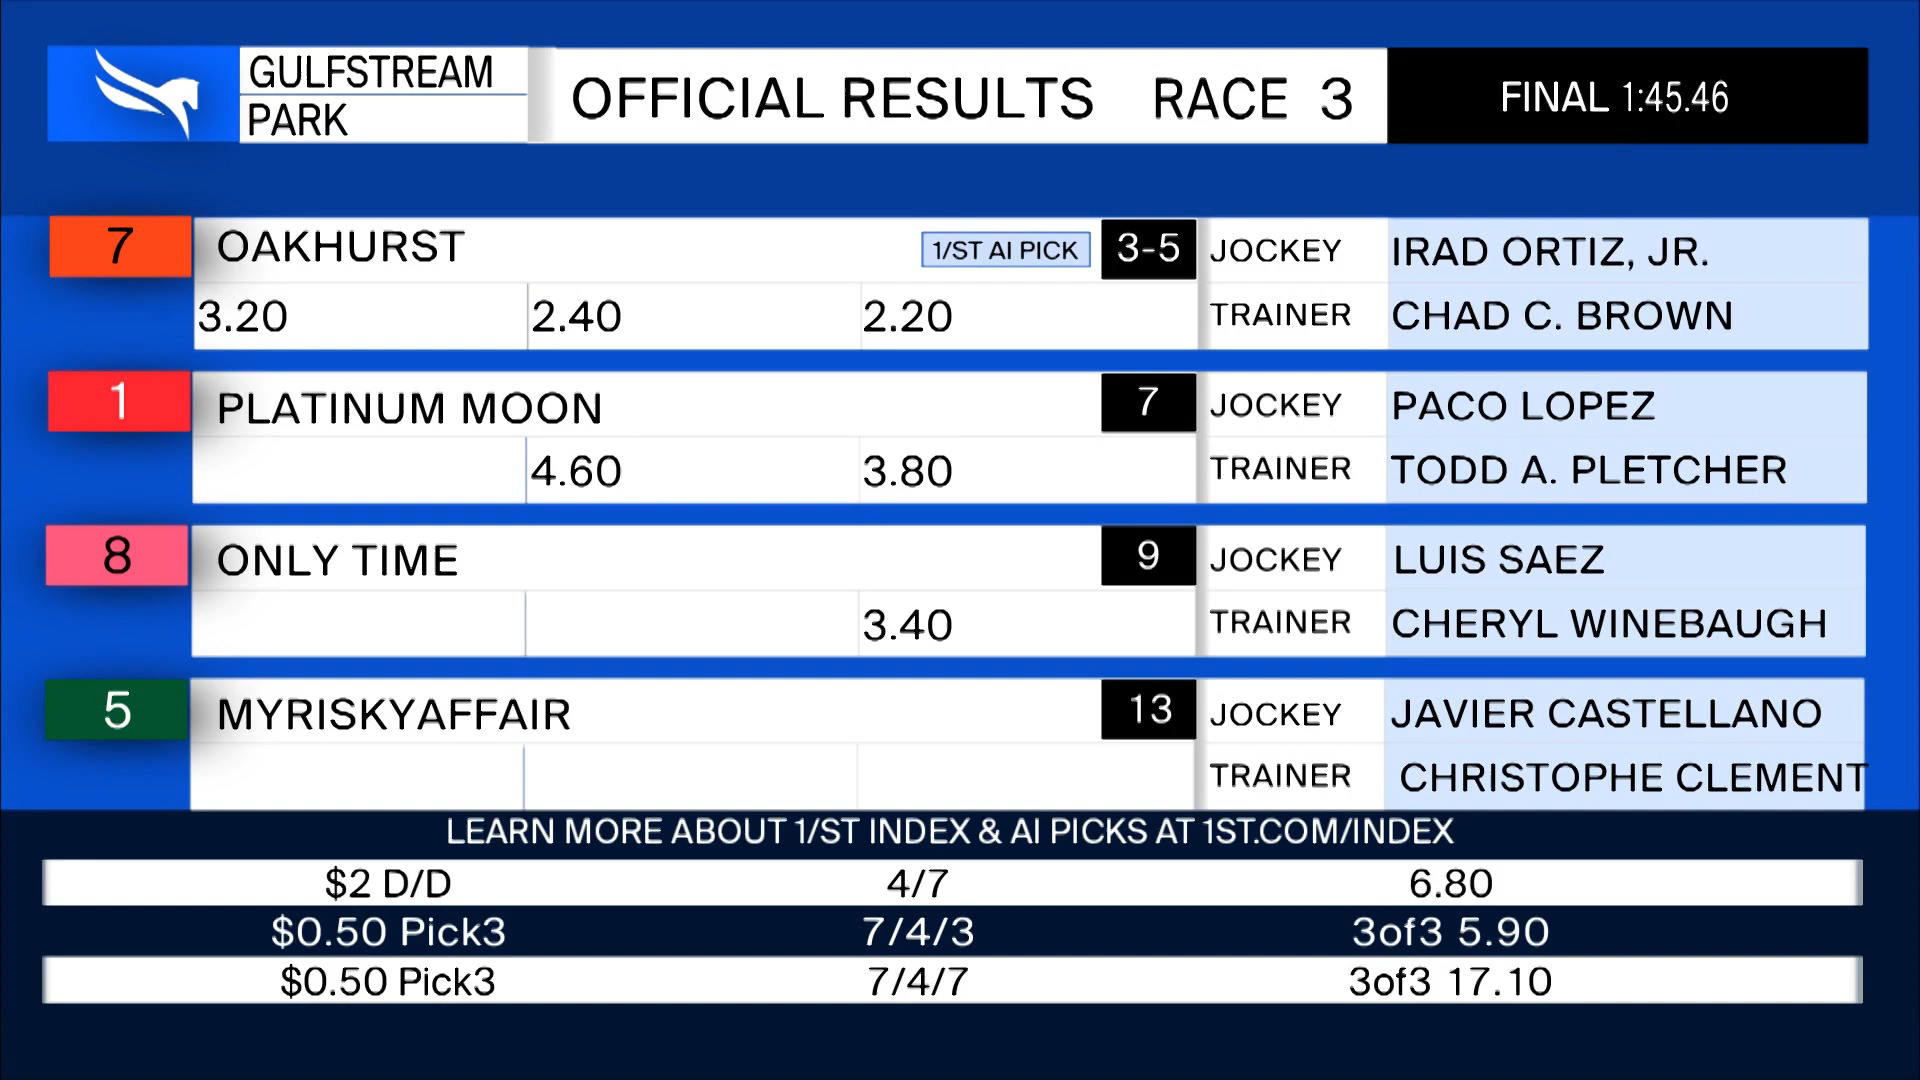 GULFSTREAM
PARK
OFFICIAL RESULTS RACE 3
FINAL 1:45.46
7 OAKHURST 1/ST AI PICK 3-5 JOCKEY IRAD ORTIZ, JR.
3.20 2.40 2.20 TRAINER CHAD C. BROWN
1 PLATINUM MOON 7 JOCKEY PACO LOPEZ
4.60 3.80 TRAINER TODD A. PLETCHER
8 ONLY TIME 9 JOCKEY LUIS SAEZ
3.40 TRAINER CHERYL WINEBAUGH
5 MYRISKYAFFAIR 13 JOCKEY JAVIER CASTELLANO
TRAINER CHRISTOPHE CLEMENT
LEARN MORE ABOUT 1/ST INDEX & AI PICKS AT 1ST.COM/INDEX
$2 D/D 4/7 6.80
$0.50 Pick3 7/4/3 3of3 5.90
$0.50 Pick3 7/4/7 3of3 17.10